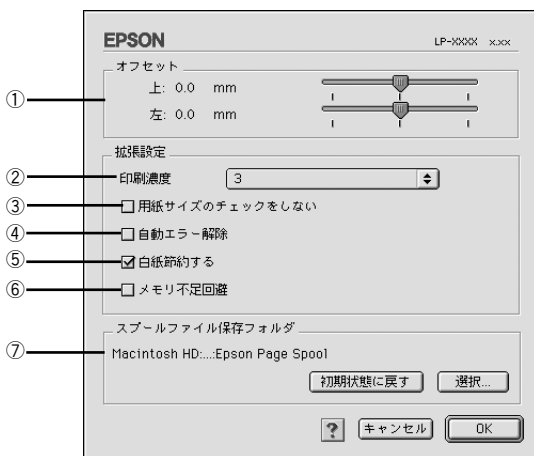 EPSON LP-XXXX x.xx
オフセット
① 上: 0.0 mm
左: 0.0 mm
拡張設定
② 印刷濃度 3
③ 用紙サイズのチェックをしない
④ 自動エラー解除
⑤ 白紙節約する
⑥ メモリ不足回避
スプールファイル保存フォルダ
⑦ Macintosh HD:...:Epson Page Spool
初期状態に戻す 選択...
? キャンセル OK